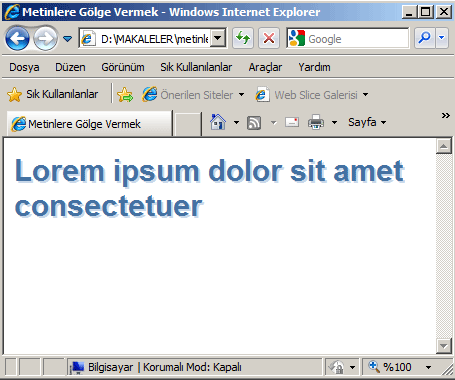 Metinlere Gölge Vermek - Windows Internet Explorer
D:\MAKALELER\metinle
Google
Dosya Düzen Görünüm Sık Kullanılanlar Araçlar Yardım
Sık Kullanılanlar Önerilen Siteler Web Slice Galerisi
Metinlere Gölge Vermek Sayfa »
Lorem ipsum dolor sit amet
consectetuer
Bilgisayar | Korumalı Mod: Kapalı %100